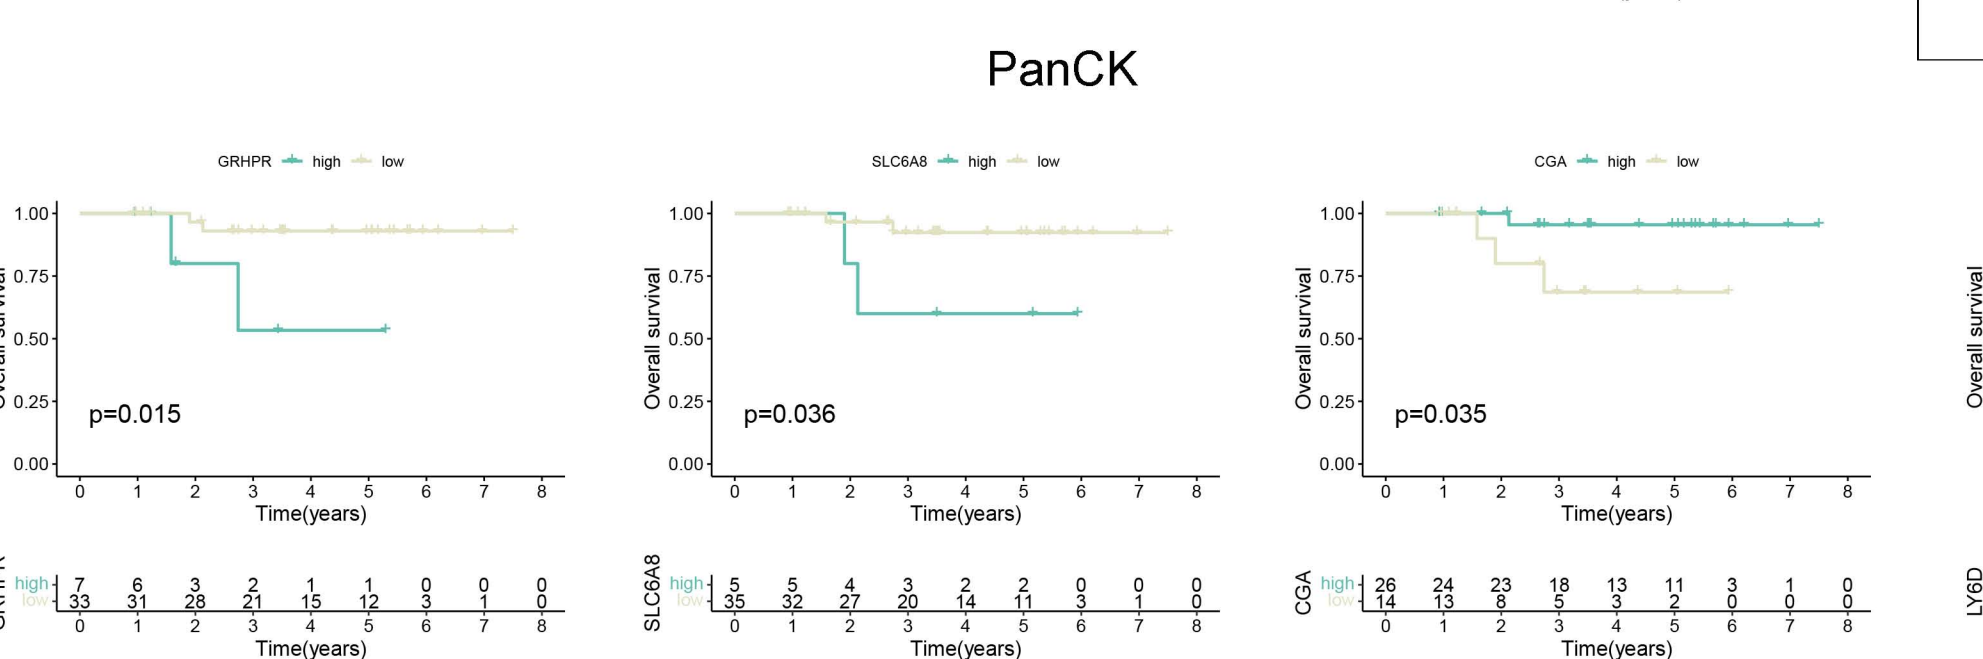 PanCK
GRHPR high low
1.00
0.75
0.50
0.25
0.00
p=0.015
0 1 2 3 4 5 6 7 8
Time(years)
high 7 6 3 2 1 1 0 0 0
low 33 31 28 21 15 12 3 1 0
0 1 2 3 4 5 6 7 8
Time(years)
SLC6A8 high low
Overall survival
1.00
0.75
0.50
0.25
0.00
p=0.036
0 1 2 3 4 5 6 7 8
Time(years)
SLC6A8
high 5 5 4 3 2 2 0 0 0
low 35 32 27 20 14 11 3 1 0
0 1 2 3 4 5 6 7 8
Time(years)
CGA high low
Overall survival
1.00
0.75
0.50
0.25
0.00
p=0.035
0 1 2 3 4 5 6 7 8
Time(years)
CGA
high 26 24 23 18 13 11 3 1 0
low 14 13 8 5 3 2 0 0 0
0 1 2 3 4 5 6 7 8
Time(years)
Overall survival
LY6D